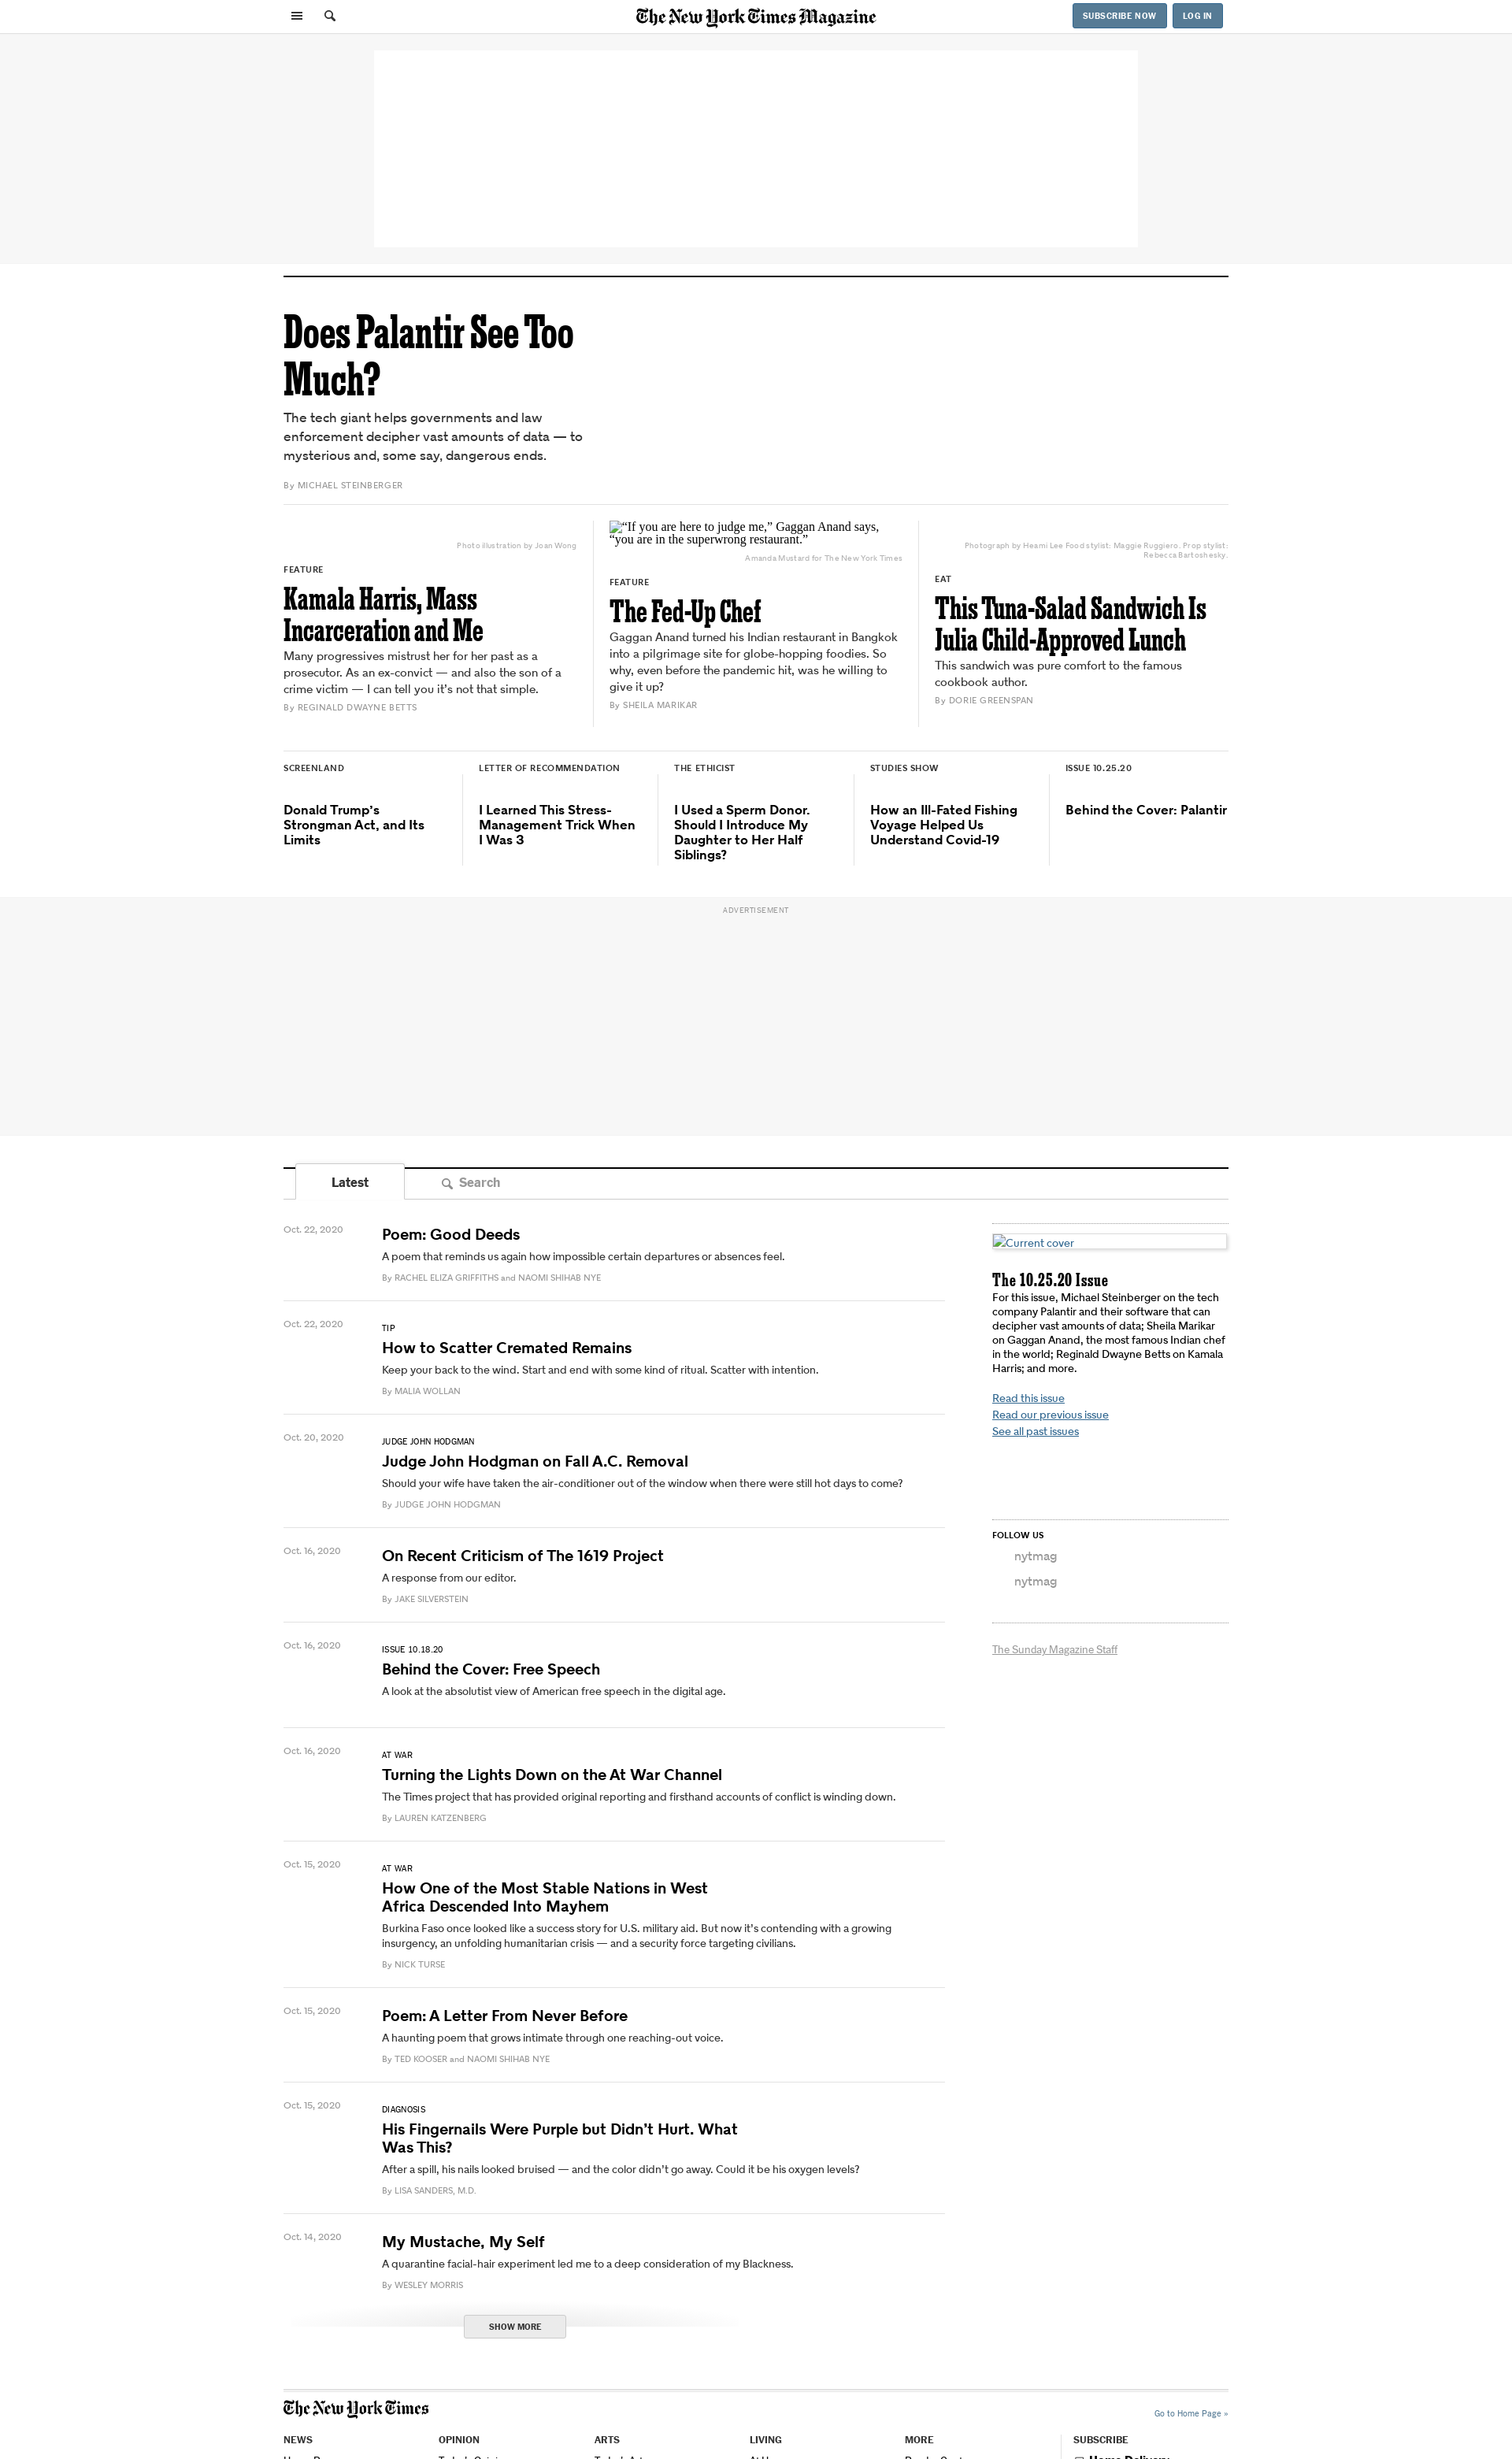 The New York Times Magazine
SUBSCRIBE NOW
LOG IN
Does Palantir See Too
Much?
The tech giant helps governments and law
enforcement decipher vast amounts of data — to
mysterious and, some say, dangerous ends.
By MICHAEL STEINBERGER
Photo illustration by Joan Wong
FEATURE
Kamala Harris, Mass
Incarceration and Me
Many progressives mistrust her for her past as a
prosecutor. As an ex-convict — and also the son of a
crime victim — I can tell you it’s not that simple.
By REGINALD DWAYNE BETTS
“If you are here to judge me,” Gaggan Anand says,
“you are in the superwrong restaurant.”
Amanda Mustard for The New York Times
FEATURE
The Fed-Up Chef
Gaggan Anand turned his Indian restaurant in Bangkok
into a pilgrimage site for globe-hopping foodies. So
why, even before the pandemic hit, was he willing to
give it up?
By SHEILA MARIKAR
Photograph by Heami Lee Food stylist: Maggie Ruggiero. Prop stylist:
Rebecca Bartoshesky.
EAT
This Tuna-Salad Sandwich Is
Julia Child-Approved Lunch
This sandwich was pure comfort to the famous
cookbook author.
By DORIE GREENSPAN
SCREENLAND
Donald Trump’s
Strongman Act, and Its
Limits
LETTER OF RECOMMENDATION
I Learned This Stress-
Management Trick When
I Was 3
THE ETHICIST
I Used a Sperm Donor.
Should I Introduce My
Daughter to Her Half
Siblings?
STUDIES SHOW
How an Ill-Fated Fishing
Voyage Helped Us
Understand Covid-19
ISSUE 10.25.20
Behind the Cover: Palantir
ADVERTISEMENT
Latest
Search
Oct. 22, 2020
Poem: Good Deeds
A poem that reminds us again how impossible certain departures or absences feel.
By RACHEL ELIZA GRIFFITHS and NAOMI SHIHAB NYE
Oct. 22, 2020
TIP
How to Scatter Cremated Remains
Keep your back to the wind. Start and end with some kind of ritual. Scatter with intention.
By MALIA WOLLAN
Oct. 20, 2020
JUDGE JOHN HODGMAN
Judge John Hodgman on Fall A.C. Removal
Should your wife have taken the air-conditioner out of the window when there were still hot days to come?
By JUDGE JOHN HODGMAN
Oct. 16, 2020
On Recent Criticism of The 1619 Project
A response from our editor.
By JAKE SILVERSTEIN
Oct. 16, 2020
ISSUE 10.18.20
Behind the Cover: Free Speech
A look at the absolutist view of American free speech in the digital age.
Oct. 16, 2020
AT WAR
Turning the Lights Down on the At War Channel
The Times project that has provided original reporting and firsthand accounts of conflict is winding down.
By LAUREN KATZENBERG
Oct. 15, 2020
AT WAR
How One of the Most Stable Nations in West
Africa Descended Into Mayhem
Burkina Faso once looked like a success story for U.S. military aid. But now it’s contending with a growing
insurgency, an unfolding humanitarian crisis — and a security force targeting civilians.
By NICK TURSE
Oct. 15, 2020
Poem: A Letter From Never Before
A haunting poem that grows intimate through one reaching-out voice.
By TED KOOSER and NAOMI SHIHAB NYE
Oct. 15, 2020
DIAGNOSIS
His Fingernails Were Purple but Didn’t Hurt. What
Was This?
After a spill, his nails looked bruised — and the color didn’t go away. Could it be his oxygen levels?
By LISA SANDERS, M.D.
Oct. 14, 2020
My Mustache, My Self
A quarantine facial-hair experiment led me to a deep consideration of my Blackness.
By WESLEY MORRIS
SHOW MORE
Current cover
The 10.25.20 Issue
For this issue, Michael Steinberger on the tech
company Palantir and their software that can
decipher vast amounts of data; Sheila Marikar
on Gaggan Anand, the most famous Indian chef
in the world; Reginald Dwayne Betts on Kamala
Harris; and more.
Read this issue
Read our previous issue
See all past issues
FOLLOW US
nytmag
nytmag
The Sunday Magazine Staff
The New York Times
Go to Home Page »
NEWS
OPINION
ARTS
LIVING
MORE
SUBSCRIBE